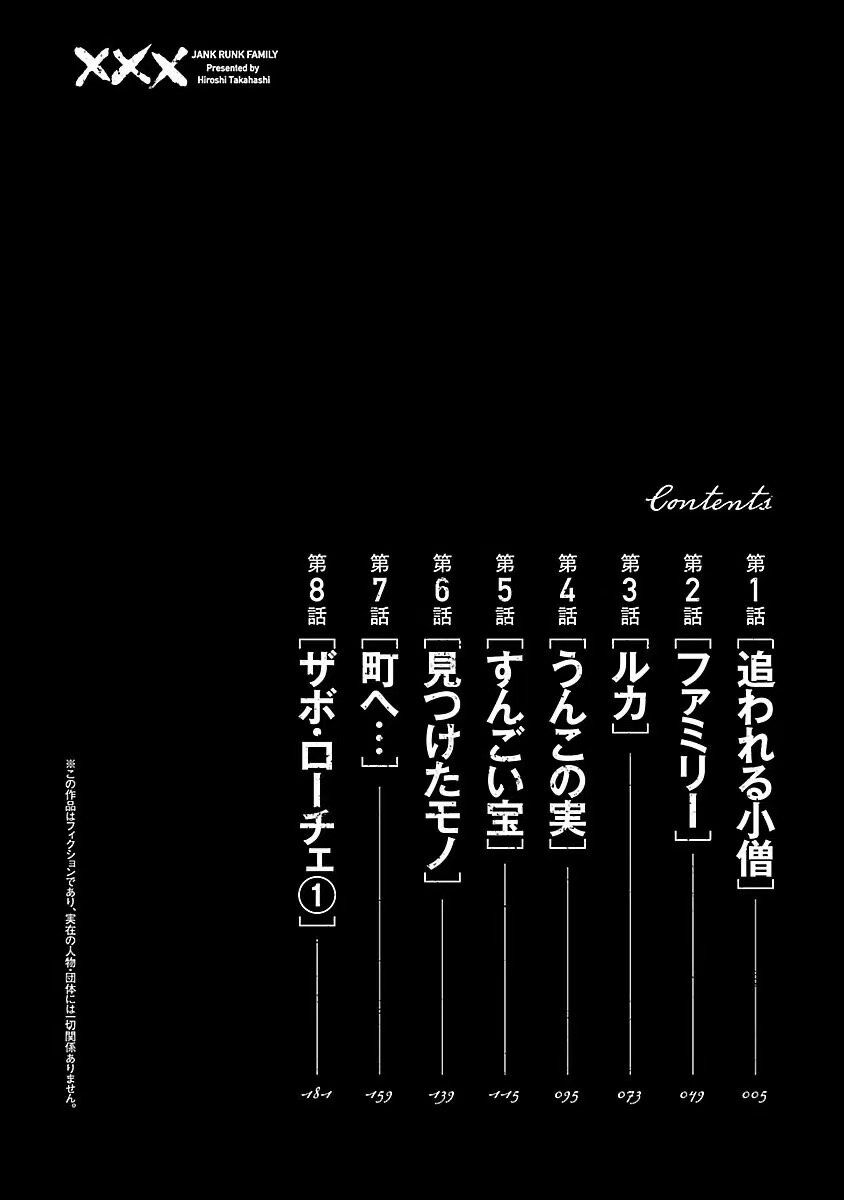 XXX
JANK RUNK FAMILY
Presented by
Hiroshi Takahashi
Contents
第1話[追われる小僧]005
第2話[ファミリー]049
第3話[ルカ]073
第4話[うんこの実]095
第5話[すんごい宝]115
第6話[見つけたモノ]139
第7話[町へ…]159
第8話[ザボ・ローチェ①]181
※この作品はフィクションであり、実在の人物・団体には一切関係ありません。